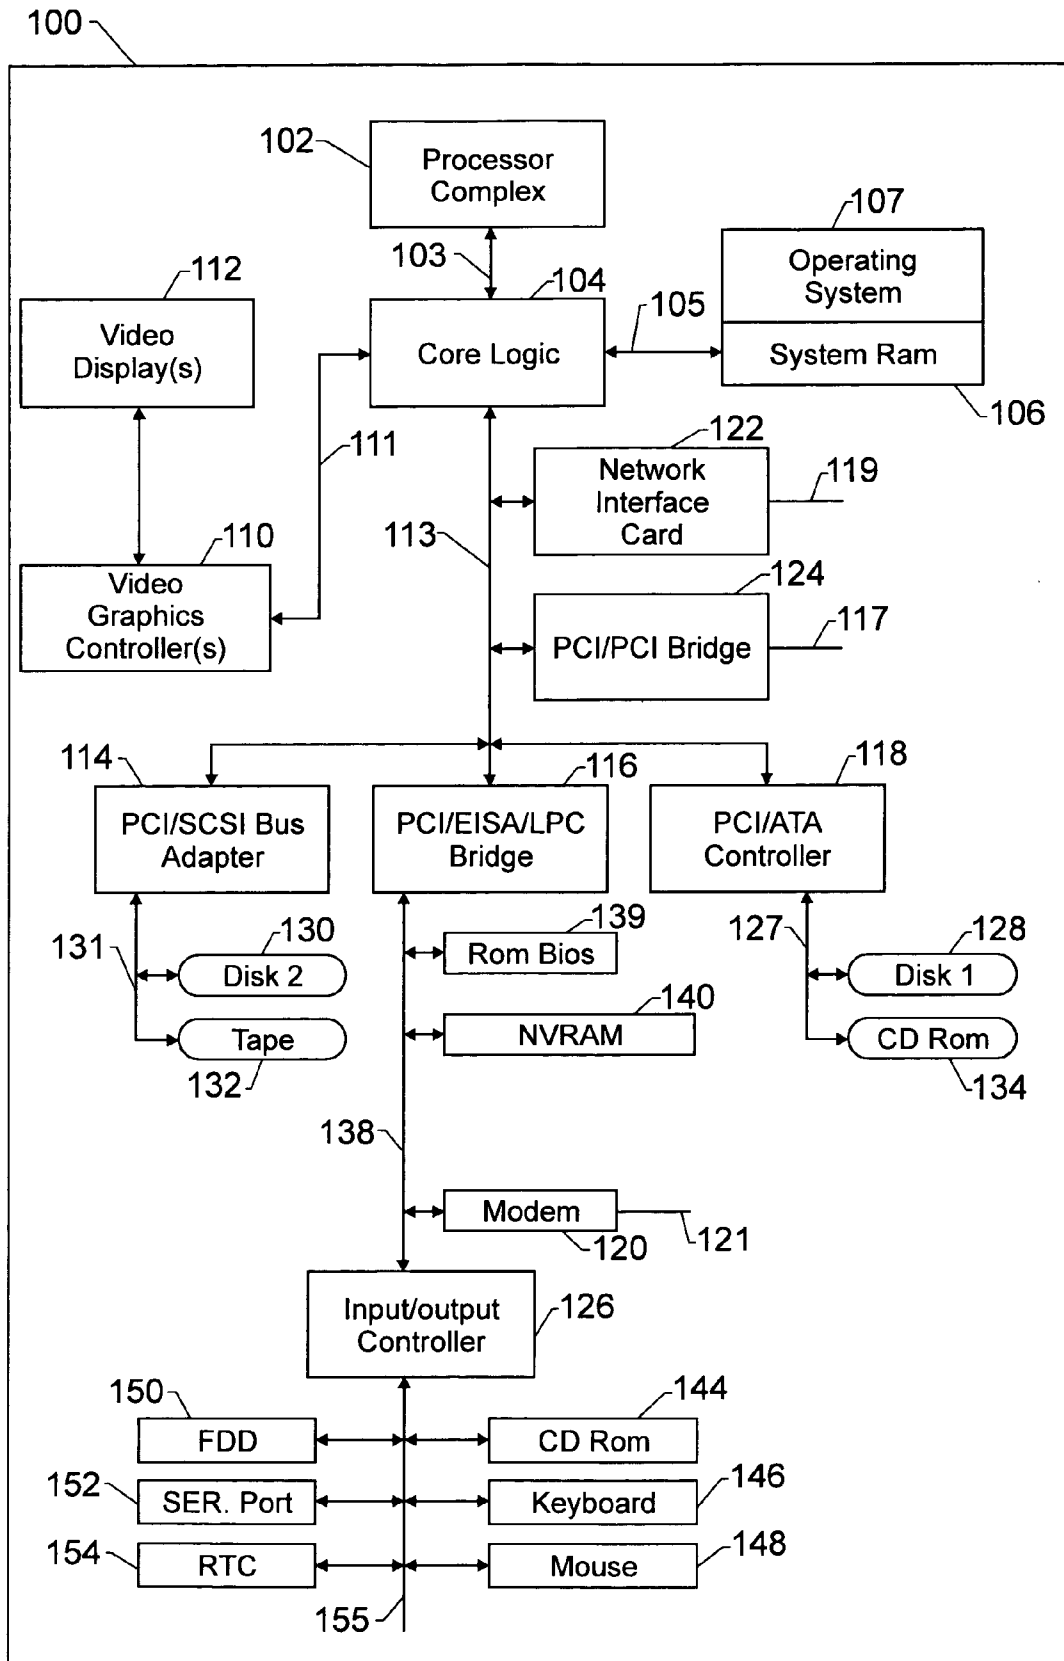 100
102
Processor
Complex
103
104
107
Operating
System
112
Video
Display(s)
Core Logic
105
System Ram
106
111
122
Network
Interface
Card
119
113
110
Video
Graphics
Controller(s)
124
PCI/PCI Bridge
117
114
PCI/SCSI Bus
Adapter
116
PCI/EISA/LPC
Bridge
118
PCI/ATA
Controller
131
130
Disk 2
Tape
132
139
Rom Bios
140
NVRAM
127
128
Disk 1
CD Rom
134
138
Modem
120
121
Input/output
Controller
126
150
FDD
144
CD Rom
152
SER. Port
146
Keyboard
154
RTC
148
Mouse
155